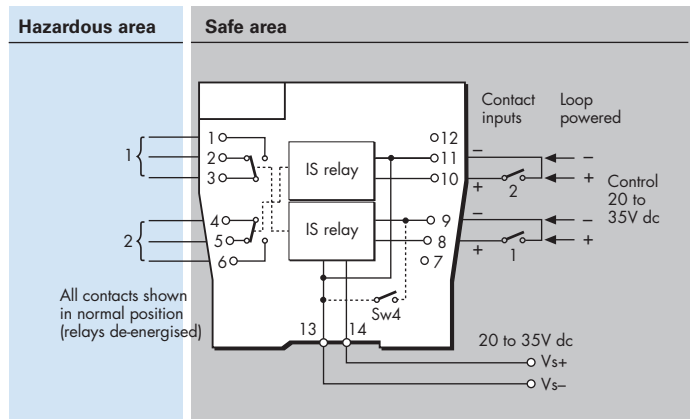 Hazardous area
Safe area
Contact inputs
Loop powered
1
2
3
1
4
5
6
2
IS relay
IS relay
12
11
10
9
8
7
−
+
2
−
+
1
−
+
−
+
Control
20 to
35V dc
Sw4
All contacts shown
in normal position
(relays de-energised)
13
14
20 to 35V dc
Vs+
Vs–